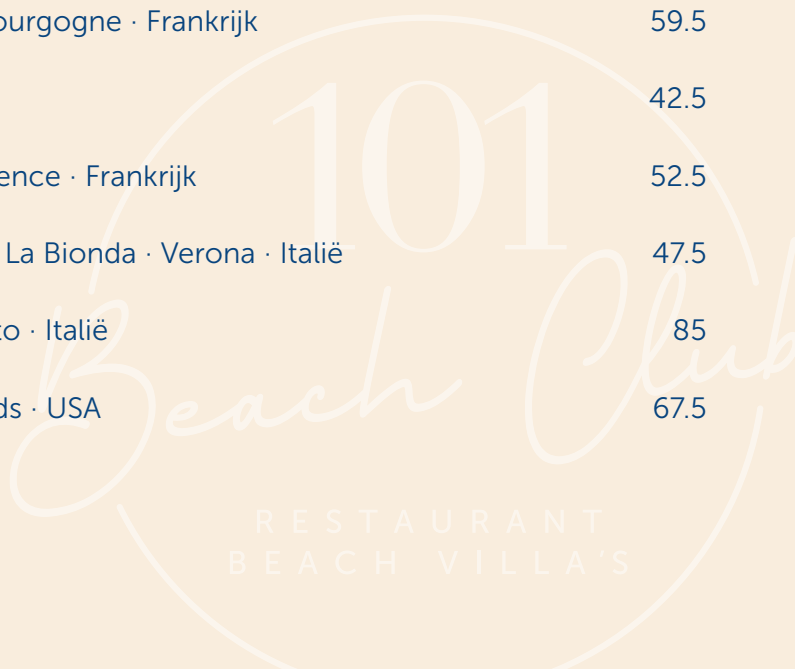 ourgogne · Frankrijk 59.5
42.5
ence · Frankrijk 52.5
La Bionda · Verona · Italië 47.5
to · Italië 85
ds · USA 67.5
101
Beach Club
RESTAURANT
BEACH VILLA'S